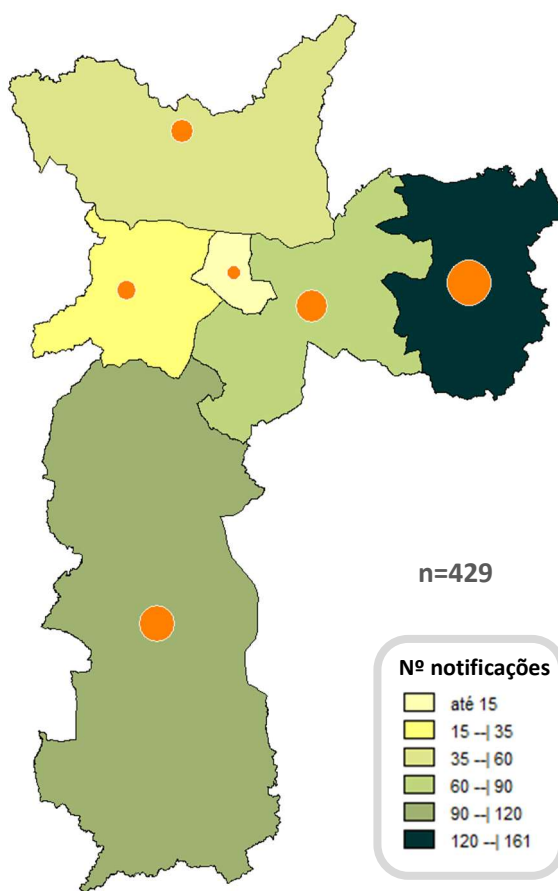 n=429
Nº notificações
até 15
15 --| 35
35 --| 60
60 --| 90
90 --| 120
120 --| 161